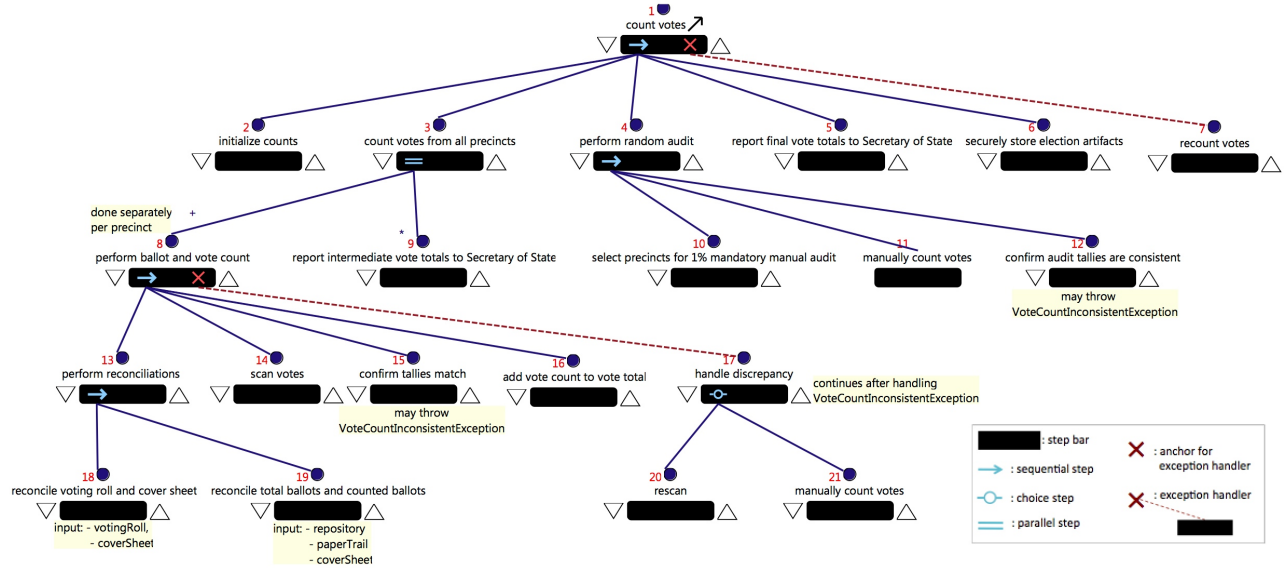 1
count votes
2
initialize counts
3
count votes from all precincts
4
perform random audit
5
report final vote totals to Secretary of State
6
securely store election artifacts
7
recount votes
done separately +
per precinct
8
perform ballot and vote count
*
9
report intermediate vote totals to Secretary of State
10
select precincts for 1% mandatory manual audit
11
manually count votes
12
confirm audit tallies are consistent
may throw
VoteCountInconsistentException
13
perform reconciliations
14
scan votes
15
confirm tallies match
may throw
VoteCountInconsistentException
16
add vote count to vote total
17
handle discrepancy
continues after handling
VoteCountInconsistentException
18
reconcile voting roll and cover sheet
input: - votingRoll,
- coverSheet
19
reconcile total ballots and counted ballots
input: - repository
- paperTrail
- coverSheet
20
rescan
21
manually count votes
: step bar
: sequential step
: choice step
: parallel step
: anchor for
exception handler
: exception handler